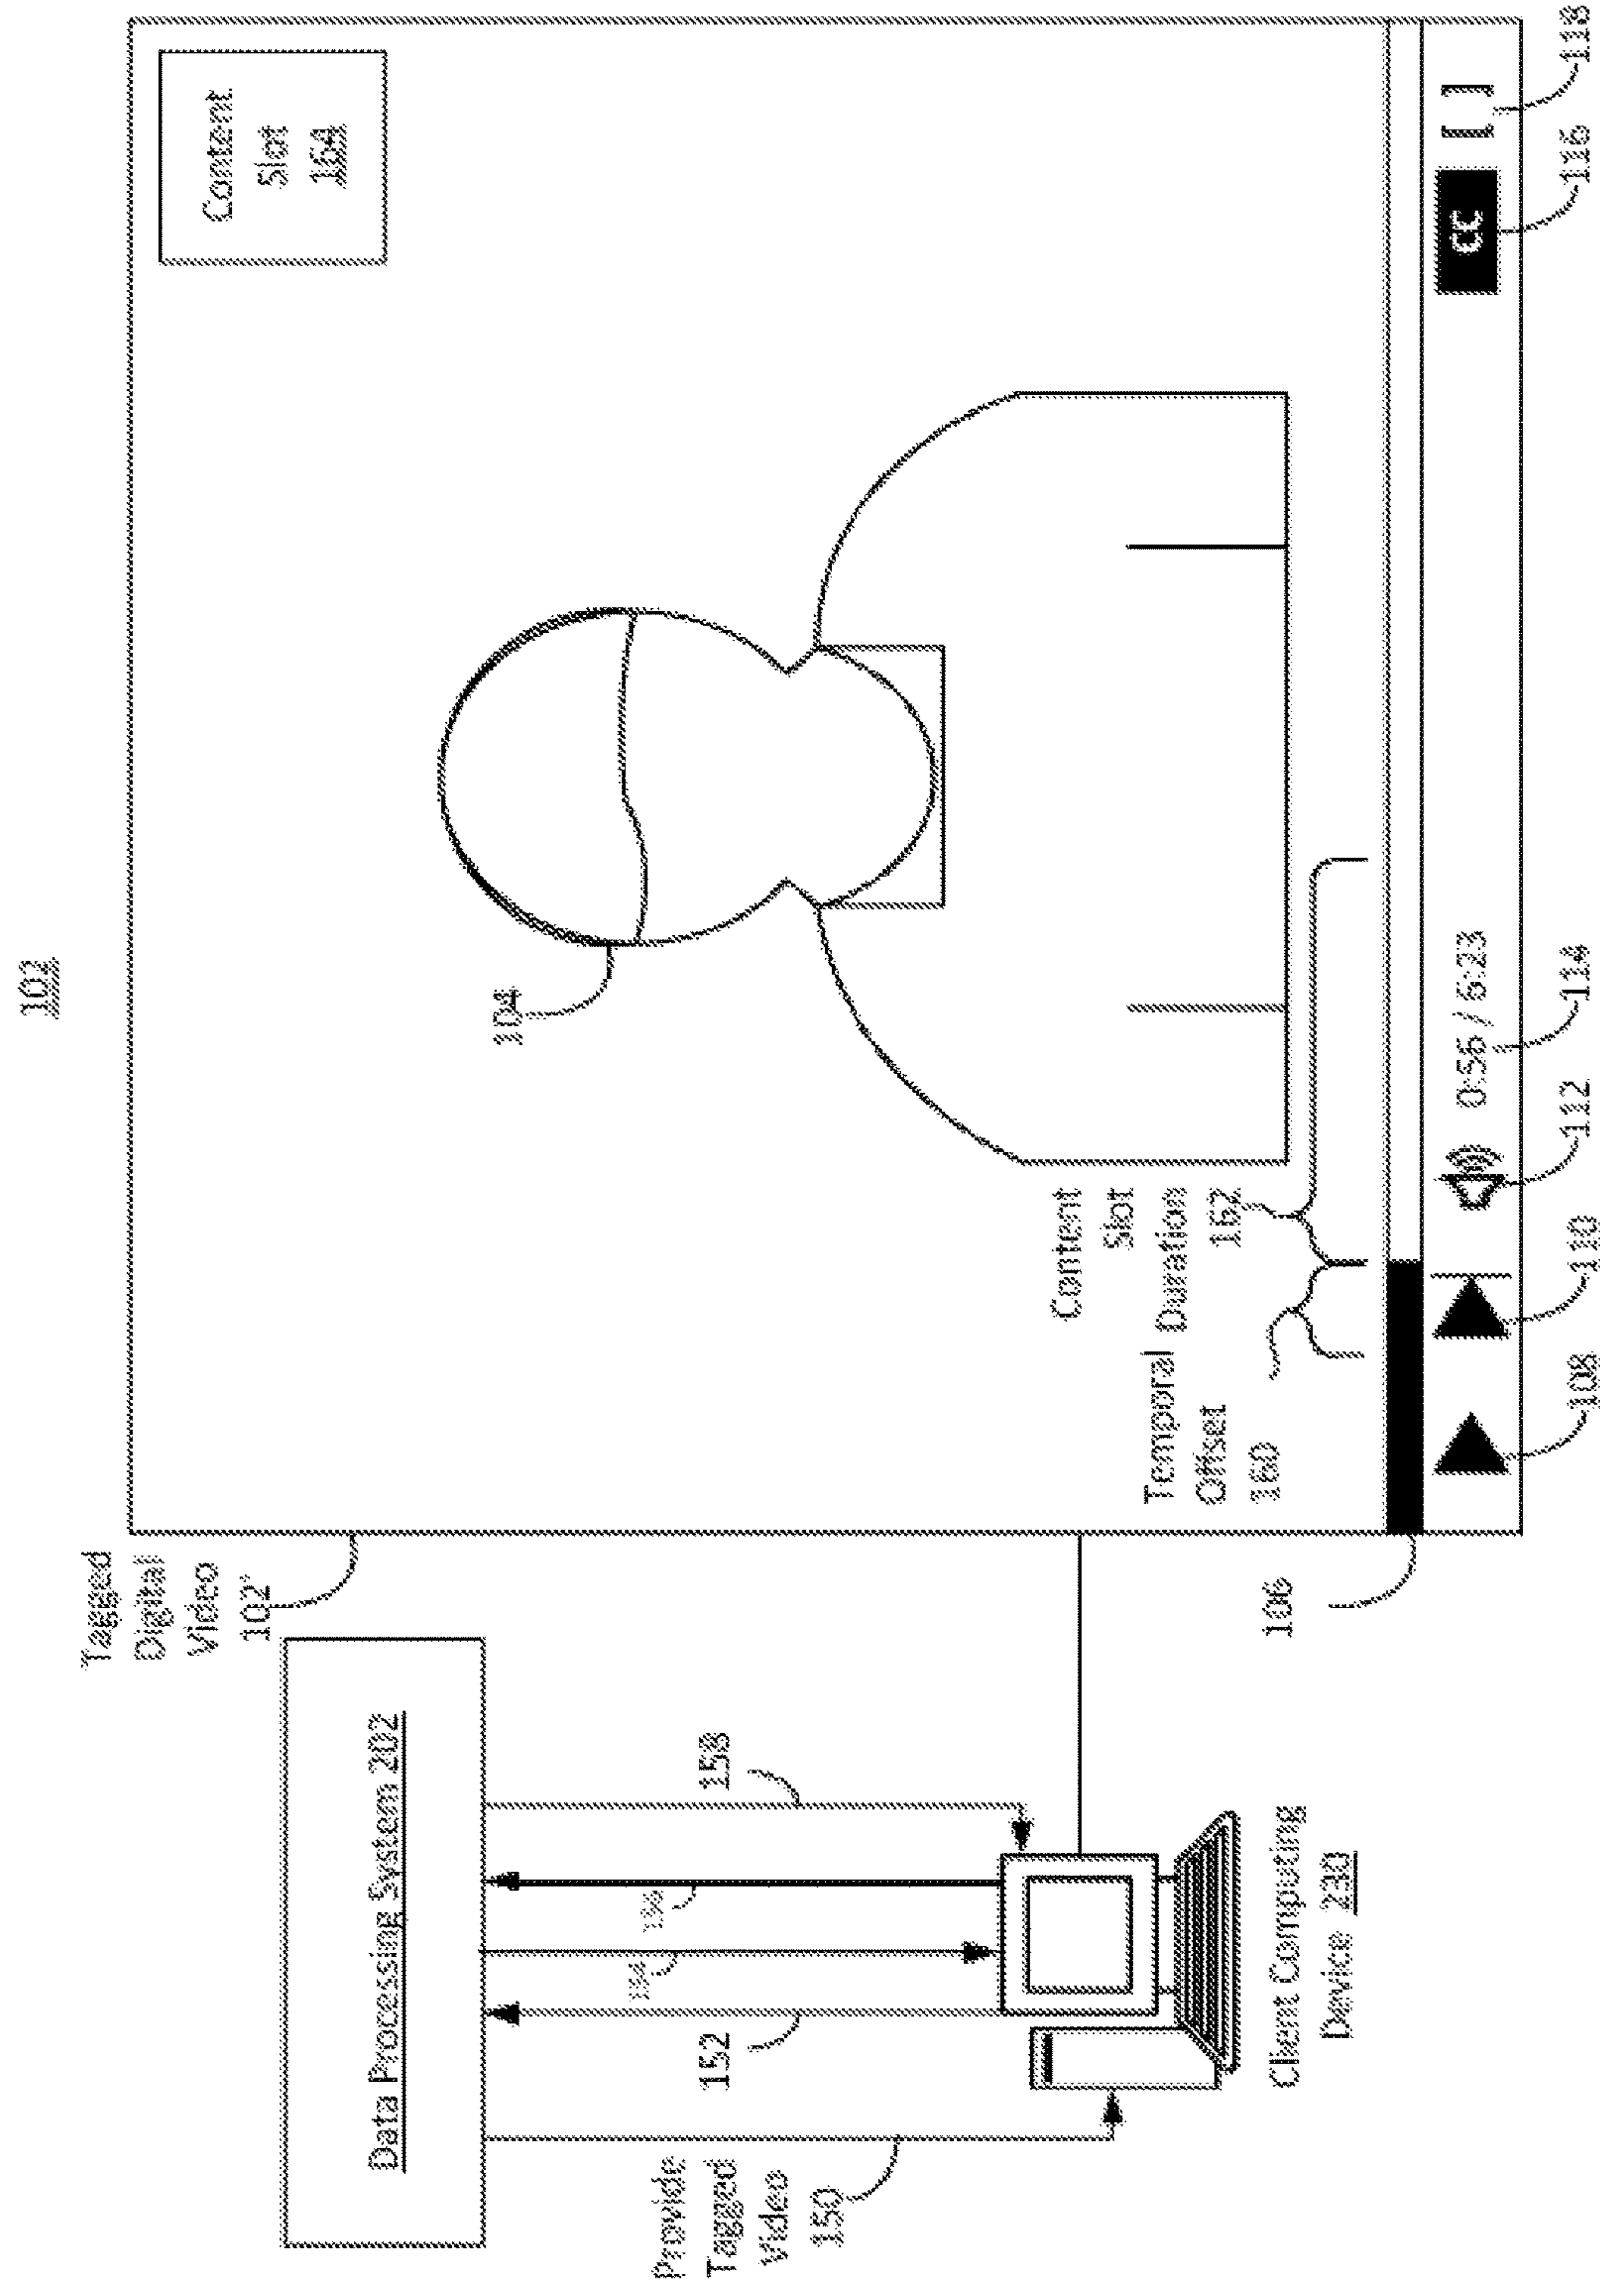 102
Tagged
Digital
Video
102'
Data Processing System 202
Content
Slot
164
104
158
156
154
152
Provide
Tagged
Video
150
Content
Slot
Duration
162
Temporal
Offset
160
Client Computing
Device 230
106
0:56 / 6:23
CC
[ ]
108
110
112
114
116
118